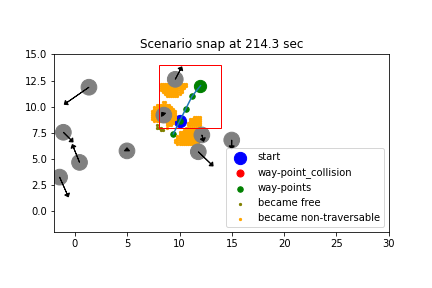 Scenario snap at 214.3 sec
15.0
12.5
10.0
7.5
5.0
2.5
0.0
0 5 10 15 20 25 30
start
way-point_collision
way-points
became free
became non-traversable